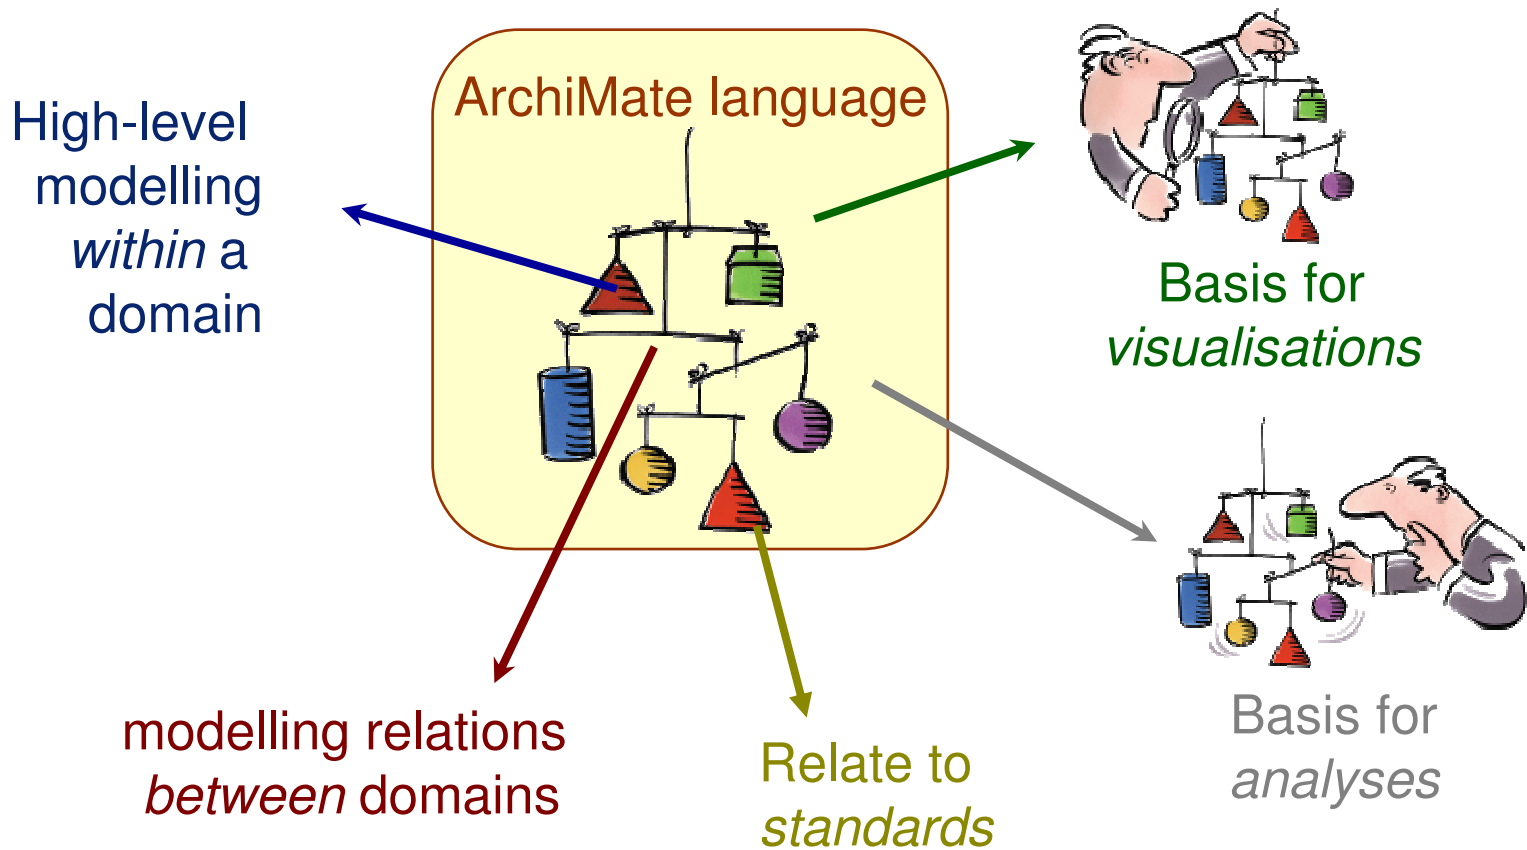 ArchiMate language
High-level
modelling
within a
domain
Basis for
visualisations
modelling relations
between domains
Relate to
standards
Basis for
analyses